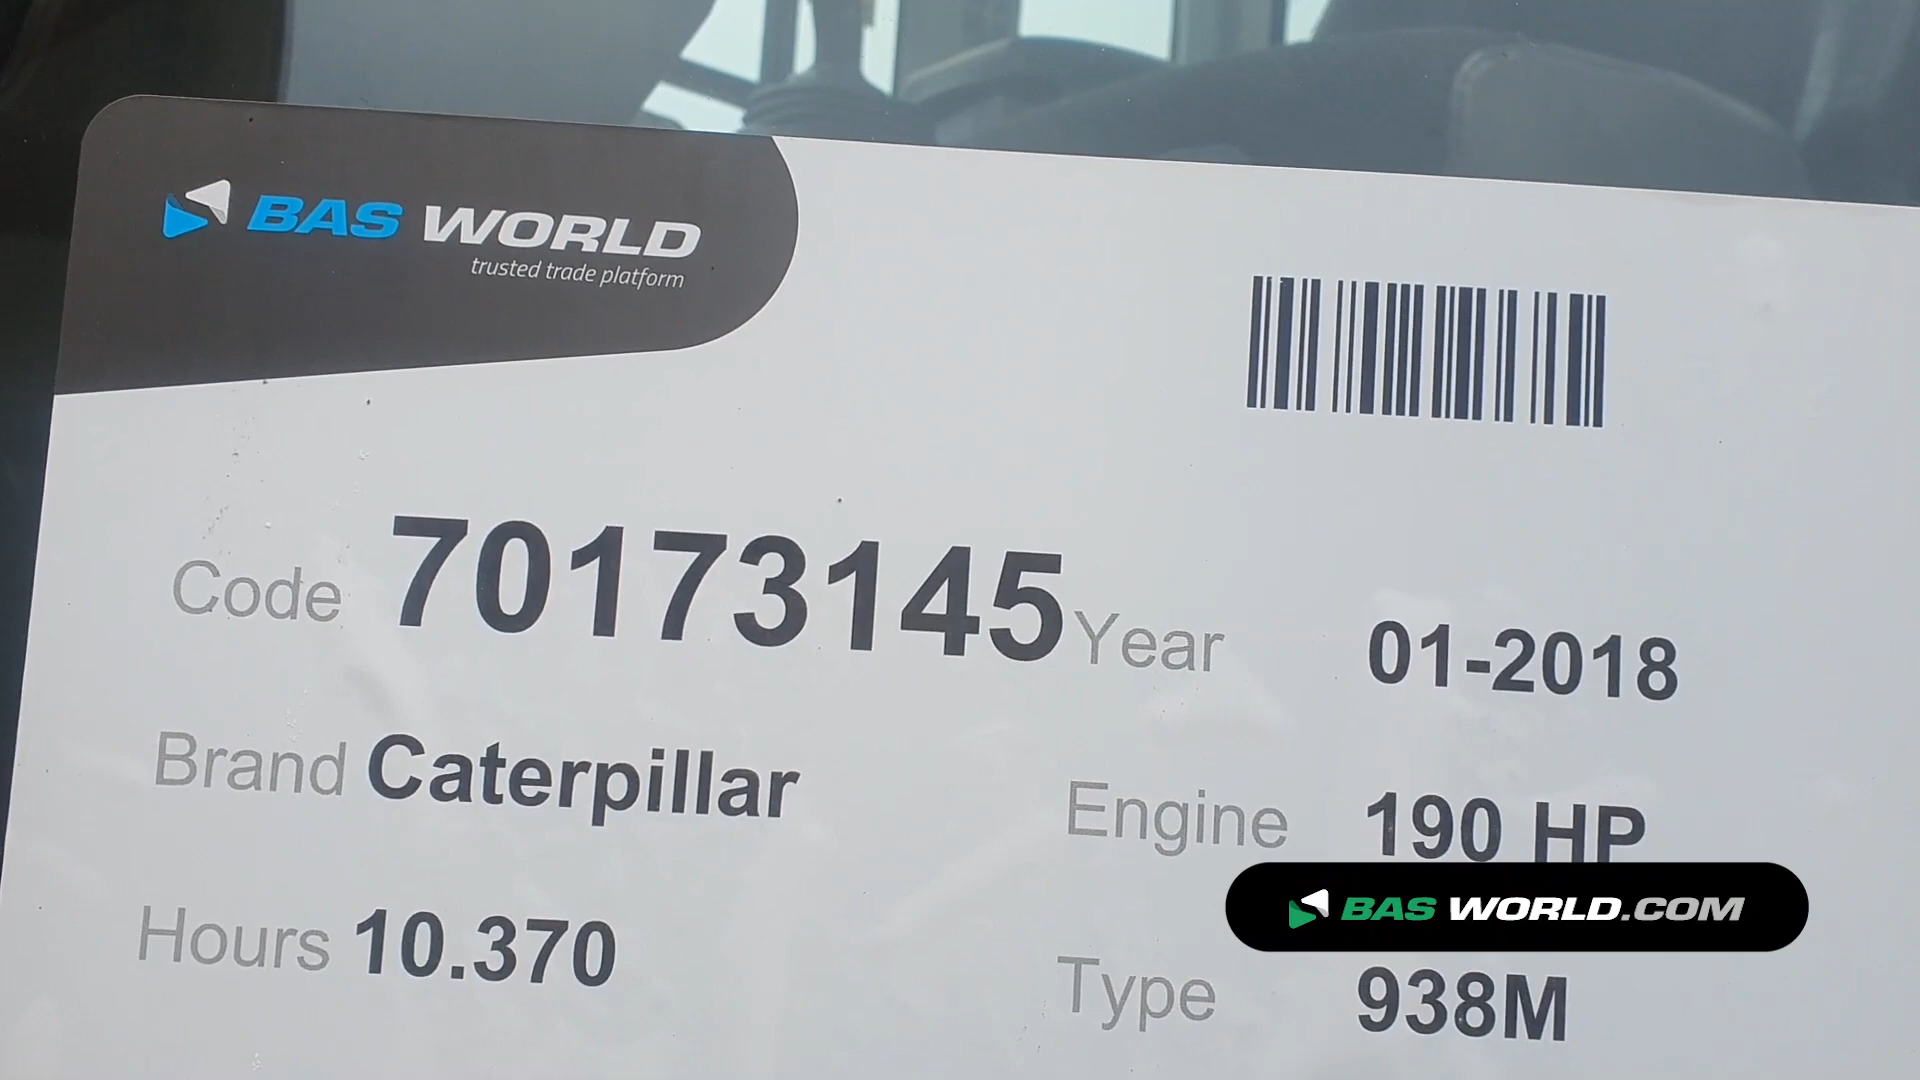 BAS WORLD
trusted trade platform
Code 70173145 Year 01-2018
Brand Caterpillar
Engine 190 HP
BAS WORLD.COM
Hours 10.370
Type 938M